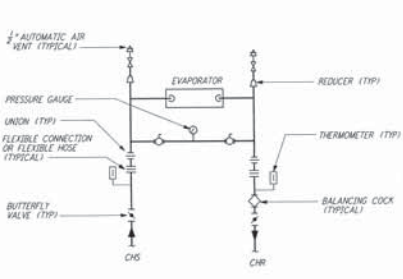 ½" AUTOMATIC AIR
VENT (TYPICAL)
EVAPORATOR
REDUCER (TYP)
PRESSURE GAUGE
UNION (TYP)
FLEXIBLE CONNECTION
OR FLEXIBLE HOSE
(TYPICAL)
THERMOMETER (TYP)
BUTTERFLY
VALVE (TYP)
BALANCING COCK
(TYPICAL)
CHS
CHR